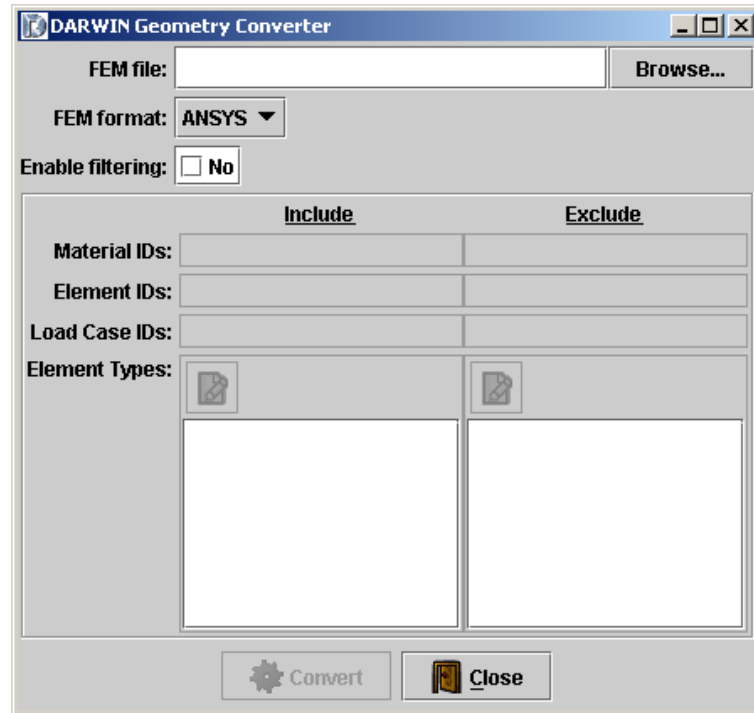 DARWIN Geometry Converter
FEM file: Browse...
FEM format: ANSYS
Enable filtering: No
Include Exclude
Material IDs:
Element IDs:
Load Case IDs:
Element Types:
Convert Close